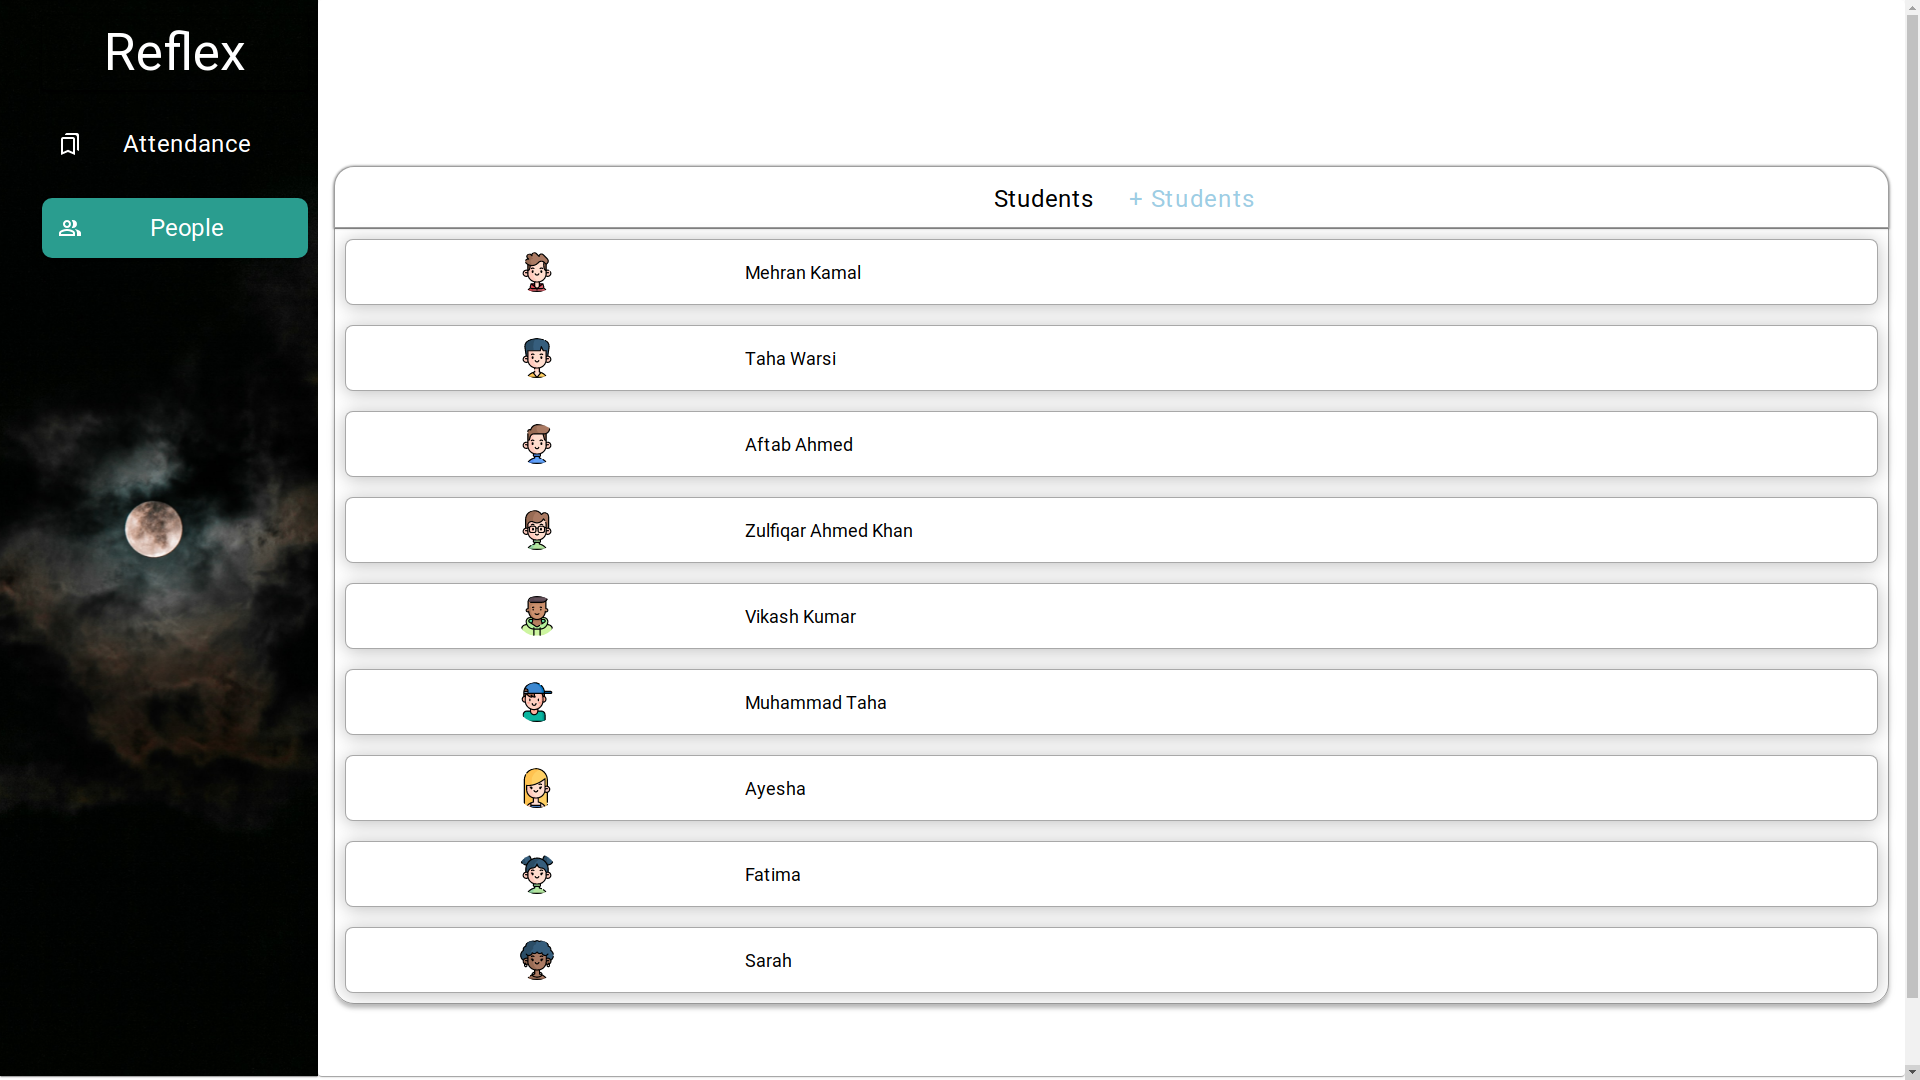 Reflex
Attendance
People
Students + Students
Mehran Kamal
Taha Warsi
Aftab Ahmed
Zulfiqar Ahmed Khan
Vikash Kumar
Muhammad Taha
Ayesha
Fatima
Sarah